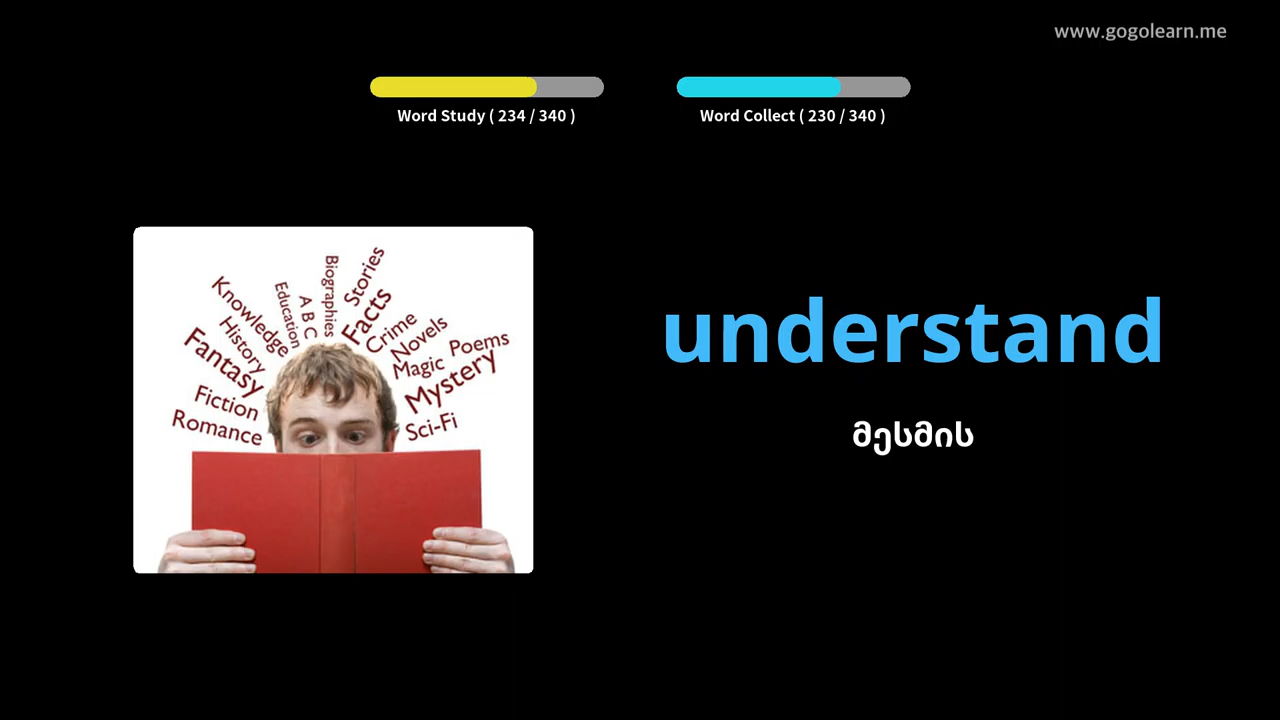 www.gogolearn.me
Word Study ( 234 / 340 )
Word Collect ( 230 / 340 )
Knowledge
Education
A B C
Biographies
Stories
Facts
Crime
Novels
Poems
History
Fantasy
Magic
Mystery
Fiction
Romance
Sci-Fi
understand
მესმის